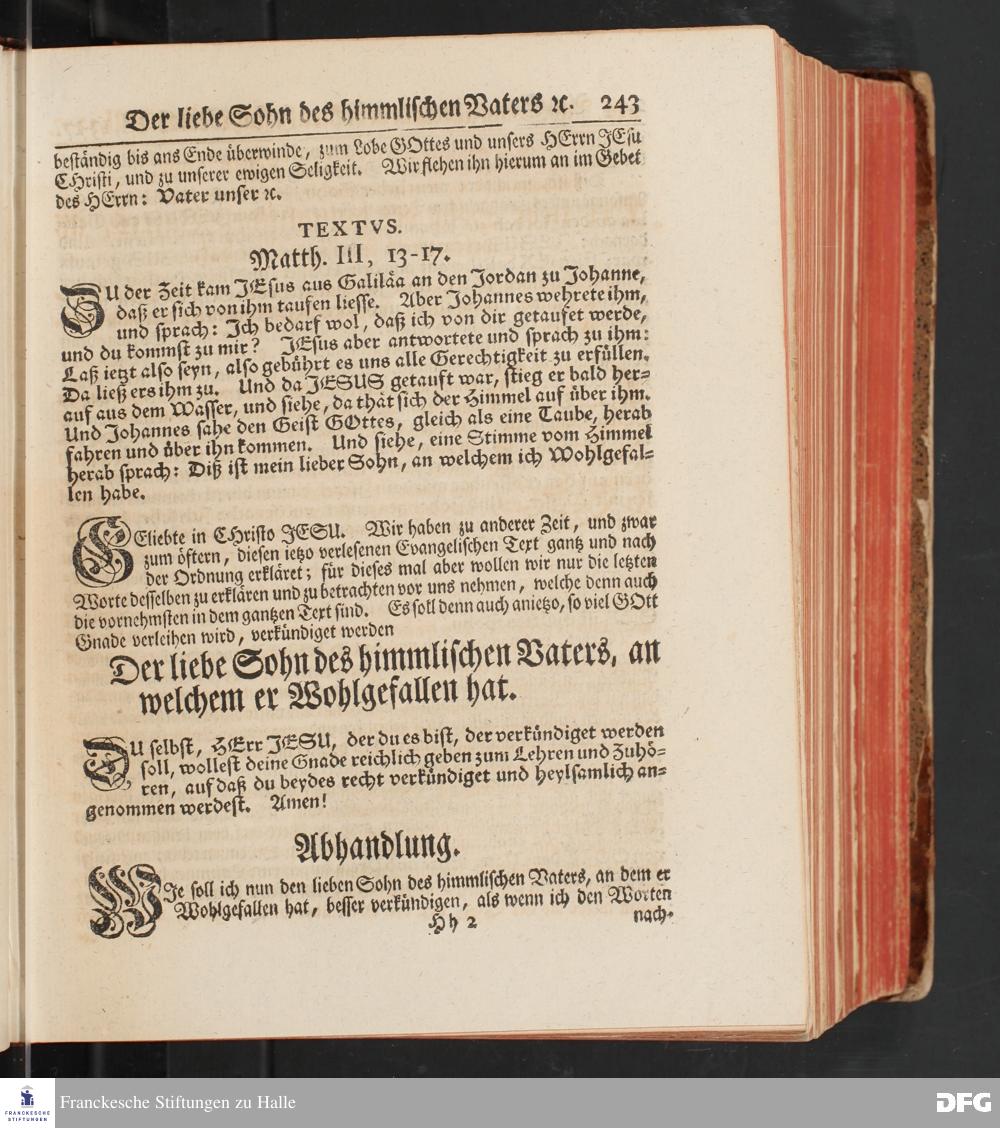 Der liebe Sohn des himmlischen Vaters ꝛc. 243
beständig bis ans Ende überwinde, zum Lobe GOttes und unsers HErrn JEsu
CHristi, und zu unserer ewigen Seligkeit. Wir flehen ihn hierum an im Gebet
des HErrn: Vater unser ꝛc.
TEXTVS.
Matth. III, 13-17.
ZU der Zeit kam JEsus aus Galiläa an den Jordan zu Johanne,
daß er sich von ihm taufen liesse. Aber Johannes wehrete ihm,
und sprach: Ich bedarf wol, daß ich von dir getaufet werde,
und du kommst zu mir? JEsus aber antwortete und sprach zu ihm:
Laß ietzt also seyn, also gebührt es uns alle Gerechtigkeit zu erfüllen.
Da ließ ers ihm zu. Und da JESUS getauft war, stieg er bald her=
auf aus dem Wasser, und siehe, da thät sich der Himmel auf über ihm.
Und Johannes sahe den Geist GOttes, gleich als eine Taube, herab
fahren und über ihn kommen. Und siehe, eine Stimme vom Himmel
herab sprach: Diß ist mein lieber Sohn, an welchem ich Wohlgefal=
len habe.
GEliebte in CHristo JESU. Wir haben zu anderer Zeit, und zwar
zum öftern, diesen ietzo verlesenen Evangelischen Text gantz und nach
der Ordnung erkläret; für dieses mal aber wollen wir nur die letzten
Worte desselben zu erklären und zu betrachten vor uns nehmen, welche denn auch
die vornehmsten in dem gantzen Text sind. Es soll denn auch anietzo, so viel GOtt
Gnade verleihen wird, verkündiget werden
Der liebe Sohn des himmlischen Vaters, an
welchem er Wohlgefallen hat.
DU selbst, HErr JESU, der du es bist, der verkündiget werden
soll, wollest deine Gnade reichlich geben zum Lehren und Zuhö=
ren, auf daß du beydes recht verkündiget und heylsamlich an=
genommen werdest. Amen!
Abhandlung.
WIe soll ich nun den lieben Sohn des himmlischen Vaters, an dem er
Wohlgefallen hat, besser verkündigen, als wenn ich den Worten
Hh 2 nach=
FRANCKESCHE
STIFTUNGEN
Franckesche Stiftungen zu Halle
DFG